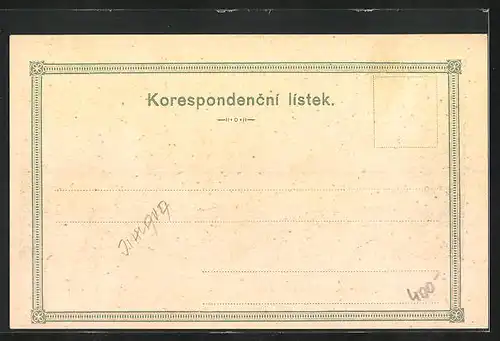 Korespondenční lístek.
400